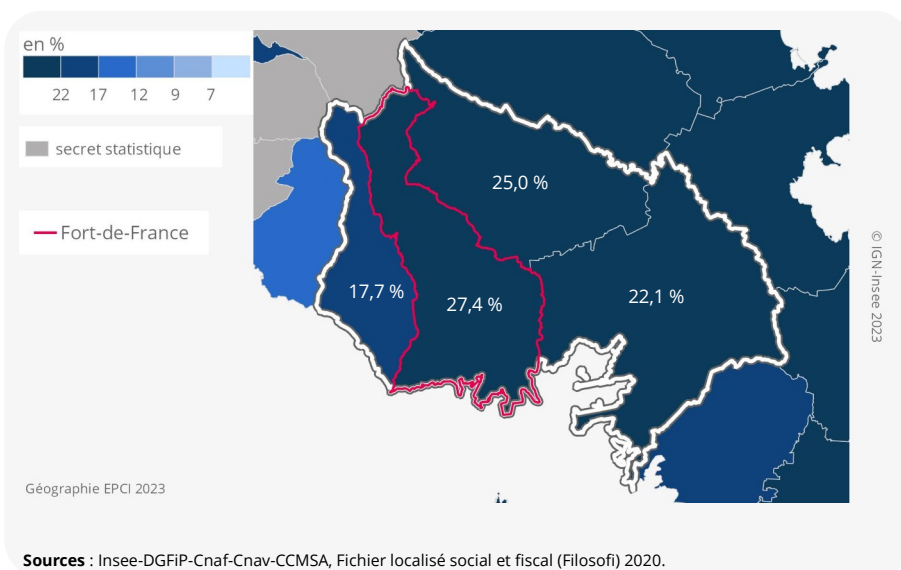 en %
22 17 12 9 7
secret statistique
Fort-de-France
25,0 %
17,7 %
27,4 %
22,1 %
© IGN-Insee 2023
Géographie EPCI 2023
Sources : Insee-DGFiP-Cnaf-Cnav-CCMSA, Fichier localisé social et fiscal (Filosofi) 2020.